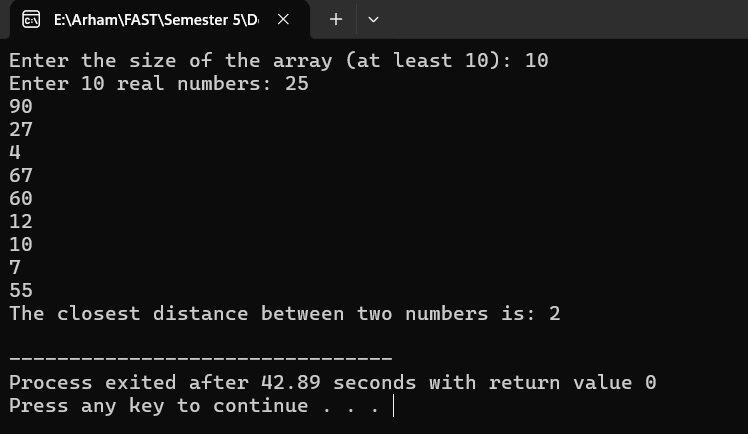 E:\Arham\FAST\Semester 5\D
Enter the size of the array (at least 10): 10
Enter 10 real numbers: 25
90
27
4
67
60
12
10
7
55
The closest distance between two numbers is: 2
--------------------------------
Process exited after 42.89 seconds with return value 0
Press any key to continue . . .